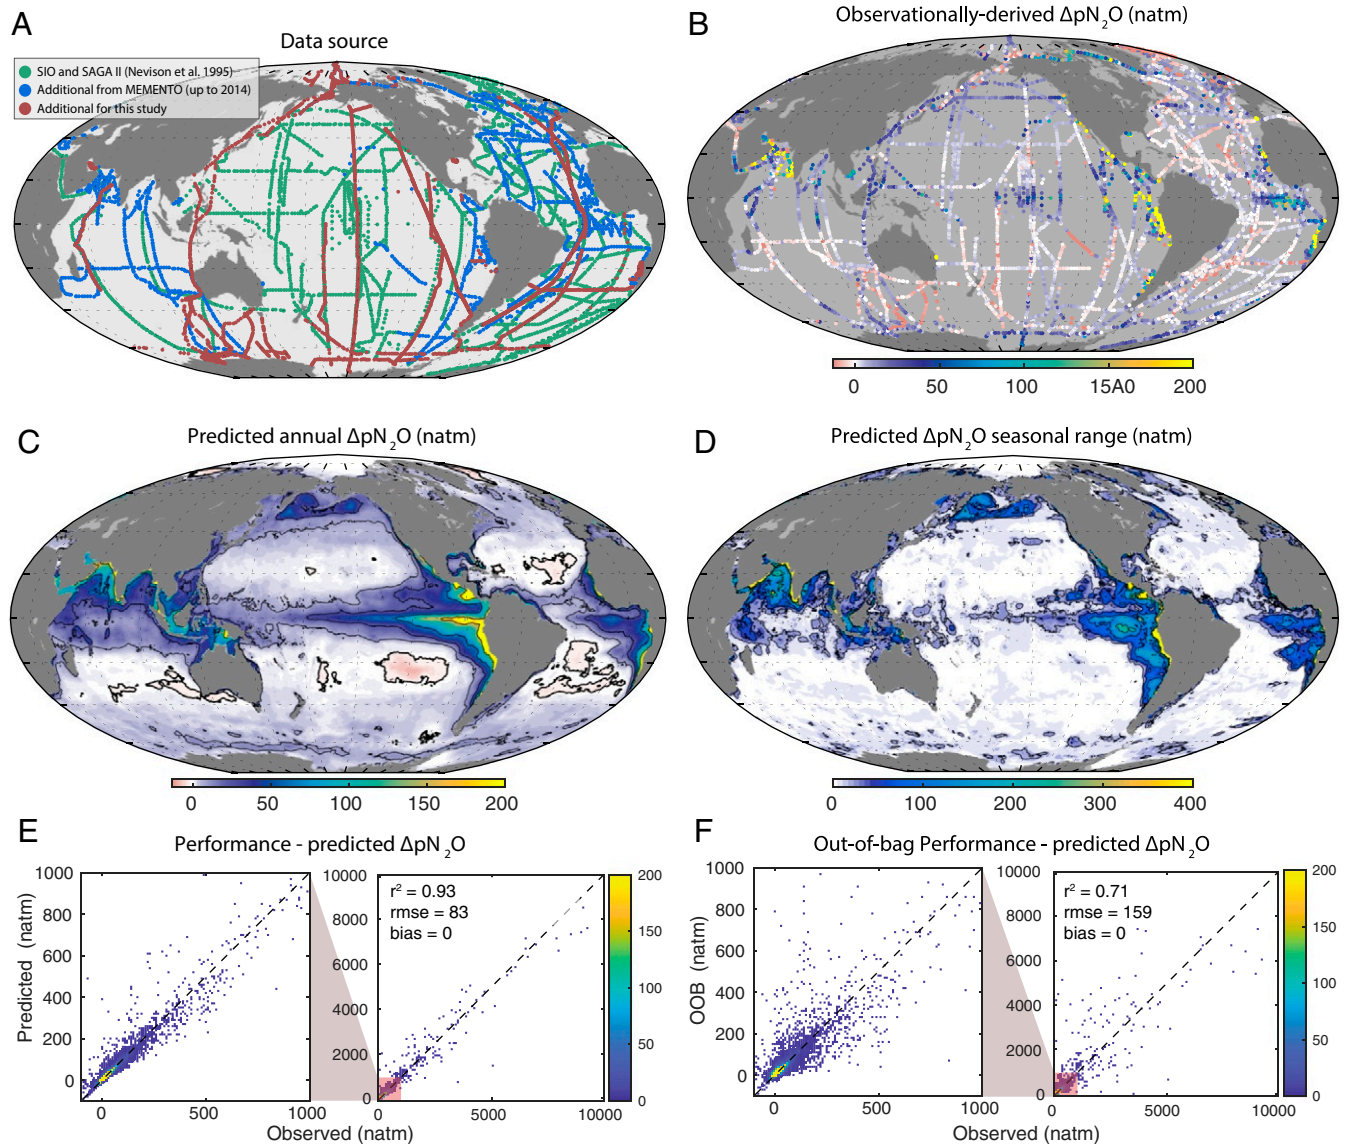 A
Data source
SIO and SAGA II (Nevison et al. 1995)
Additional from MEMENTO (up to 2014)
Additional for this study
B
Observationally-derived ΔpN2O (natm)
0 50 100 15A0 200
C
Predicted annual ΔpN2O (natm)
0 50 100 150 200
D
Predicted ΔpN2O seasonal range (natm)
0 100 200 300 400
E
Performance - predicted ΔpN2O
Predicted (natm)
1000
800
600
400
200
0
0 500 1000
10000
8000
6000
4000
2000
0
r² = 0.93
rmse = 83
bias = 0
0 5000 10000
200
150
100
50
0
Observed (natm)
F
Out-of-bag Performance - predicted ΔpN2O
OOB (natm)
1000
800
600
400
200
0
0 500 1000
10000
8000
6000
4000
2000
0
r² = 0.71
rmse = 159
bias = 0
0 5000 10000
200
150
100
50
0
Observed (natm)